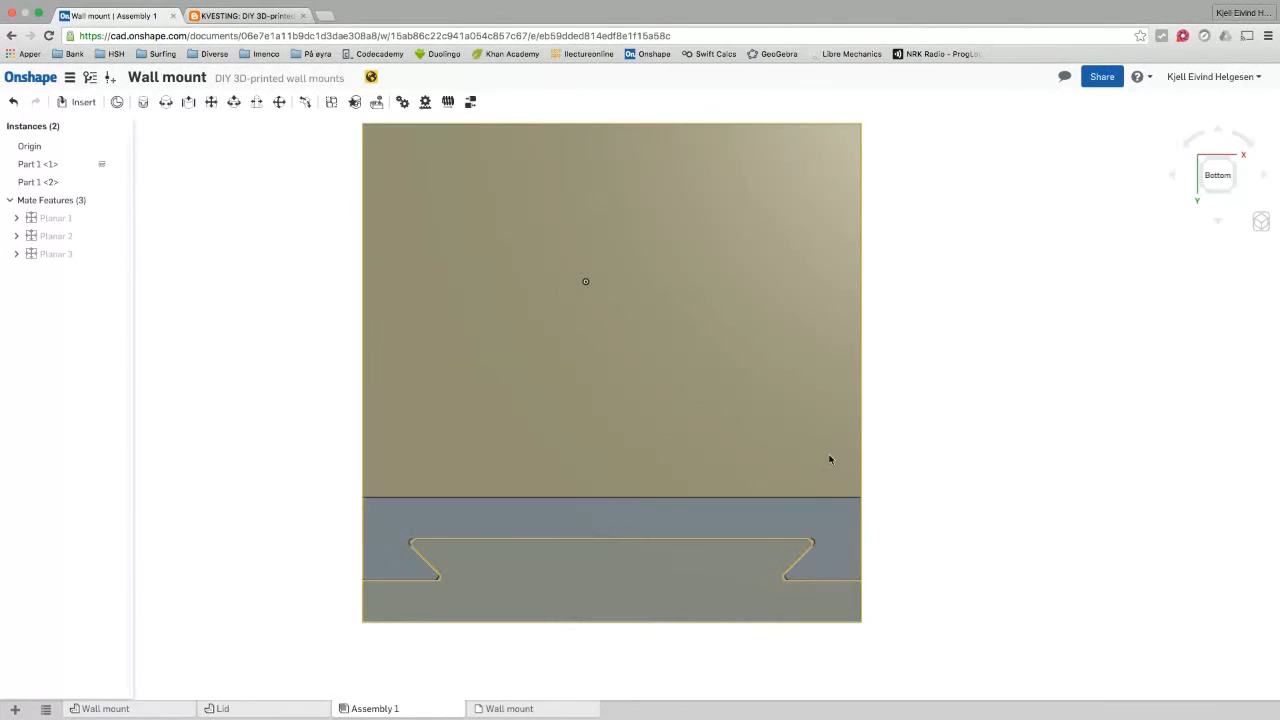 Wall mount | Assembly 1
KVESTING: DIY 3D-printed
Kjell Eivind H...
https://cad.onshape.com/documents/06e7e1a11b9dc1d3dae308a8/w/15ab86c22c941a054c857c67/e/eb59dded814edf8e1f15a58c
Apper Bank HSH Surfing Diverse Imenco På øyra Codecademy Duolingo Khan Academy Ilectureonline Onshape Swift Calcs GeoGebra Libre Mechanics NRK Radio - ProgLo
Onshape Wall mount DIY 3D-printed wall mounts Share Kjell Eivind Helgesen
Insert
Instances (2)
Origin
Part 1 <1>
Part 1 <2>
Mate Features (3)
Planar 1
Planar 2
Planar 3
X
Bottom
Y
Wall mount Lid Assembly 1 Wall mount